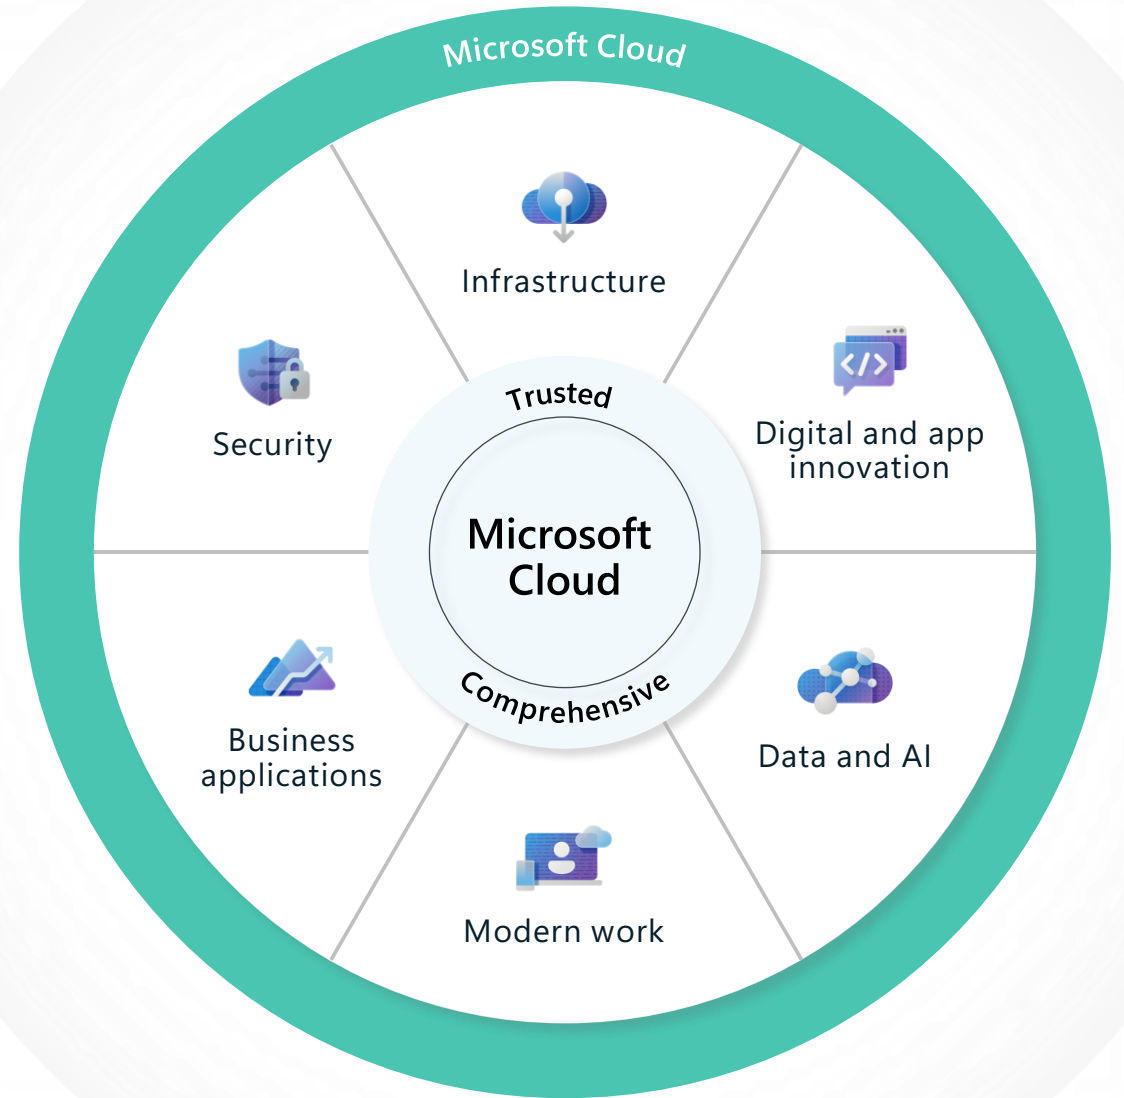 Microsoft Cloud
Infrastructure
Security
Digital and app
innovation
Trusted
Microsoft
Cloud
Comprehensive
Business
applications
Data and AI
Modern work